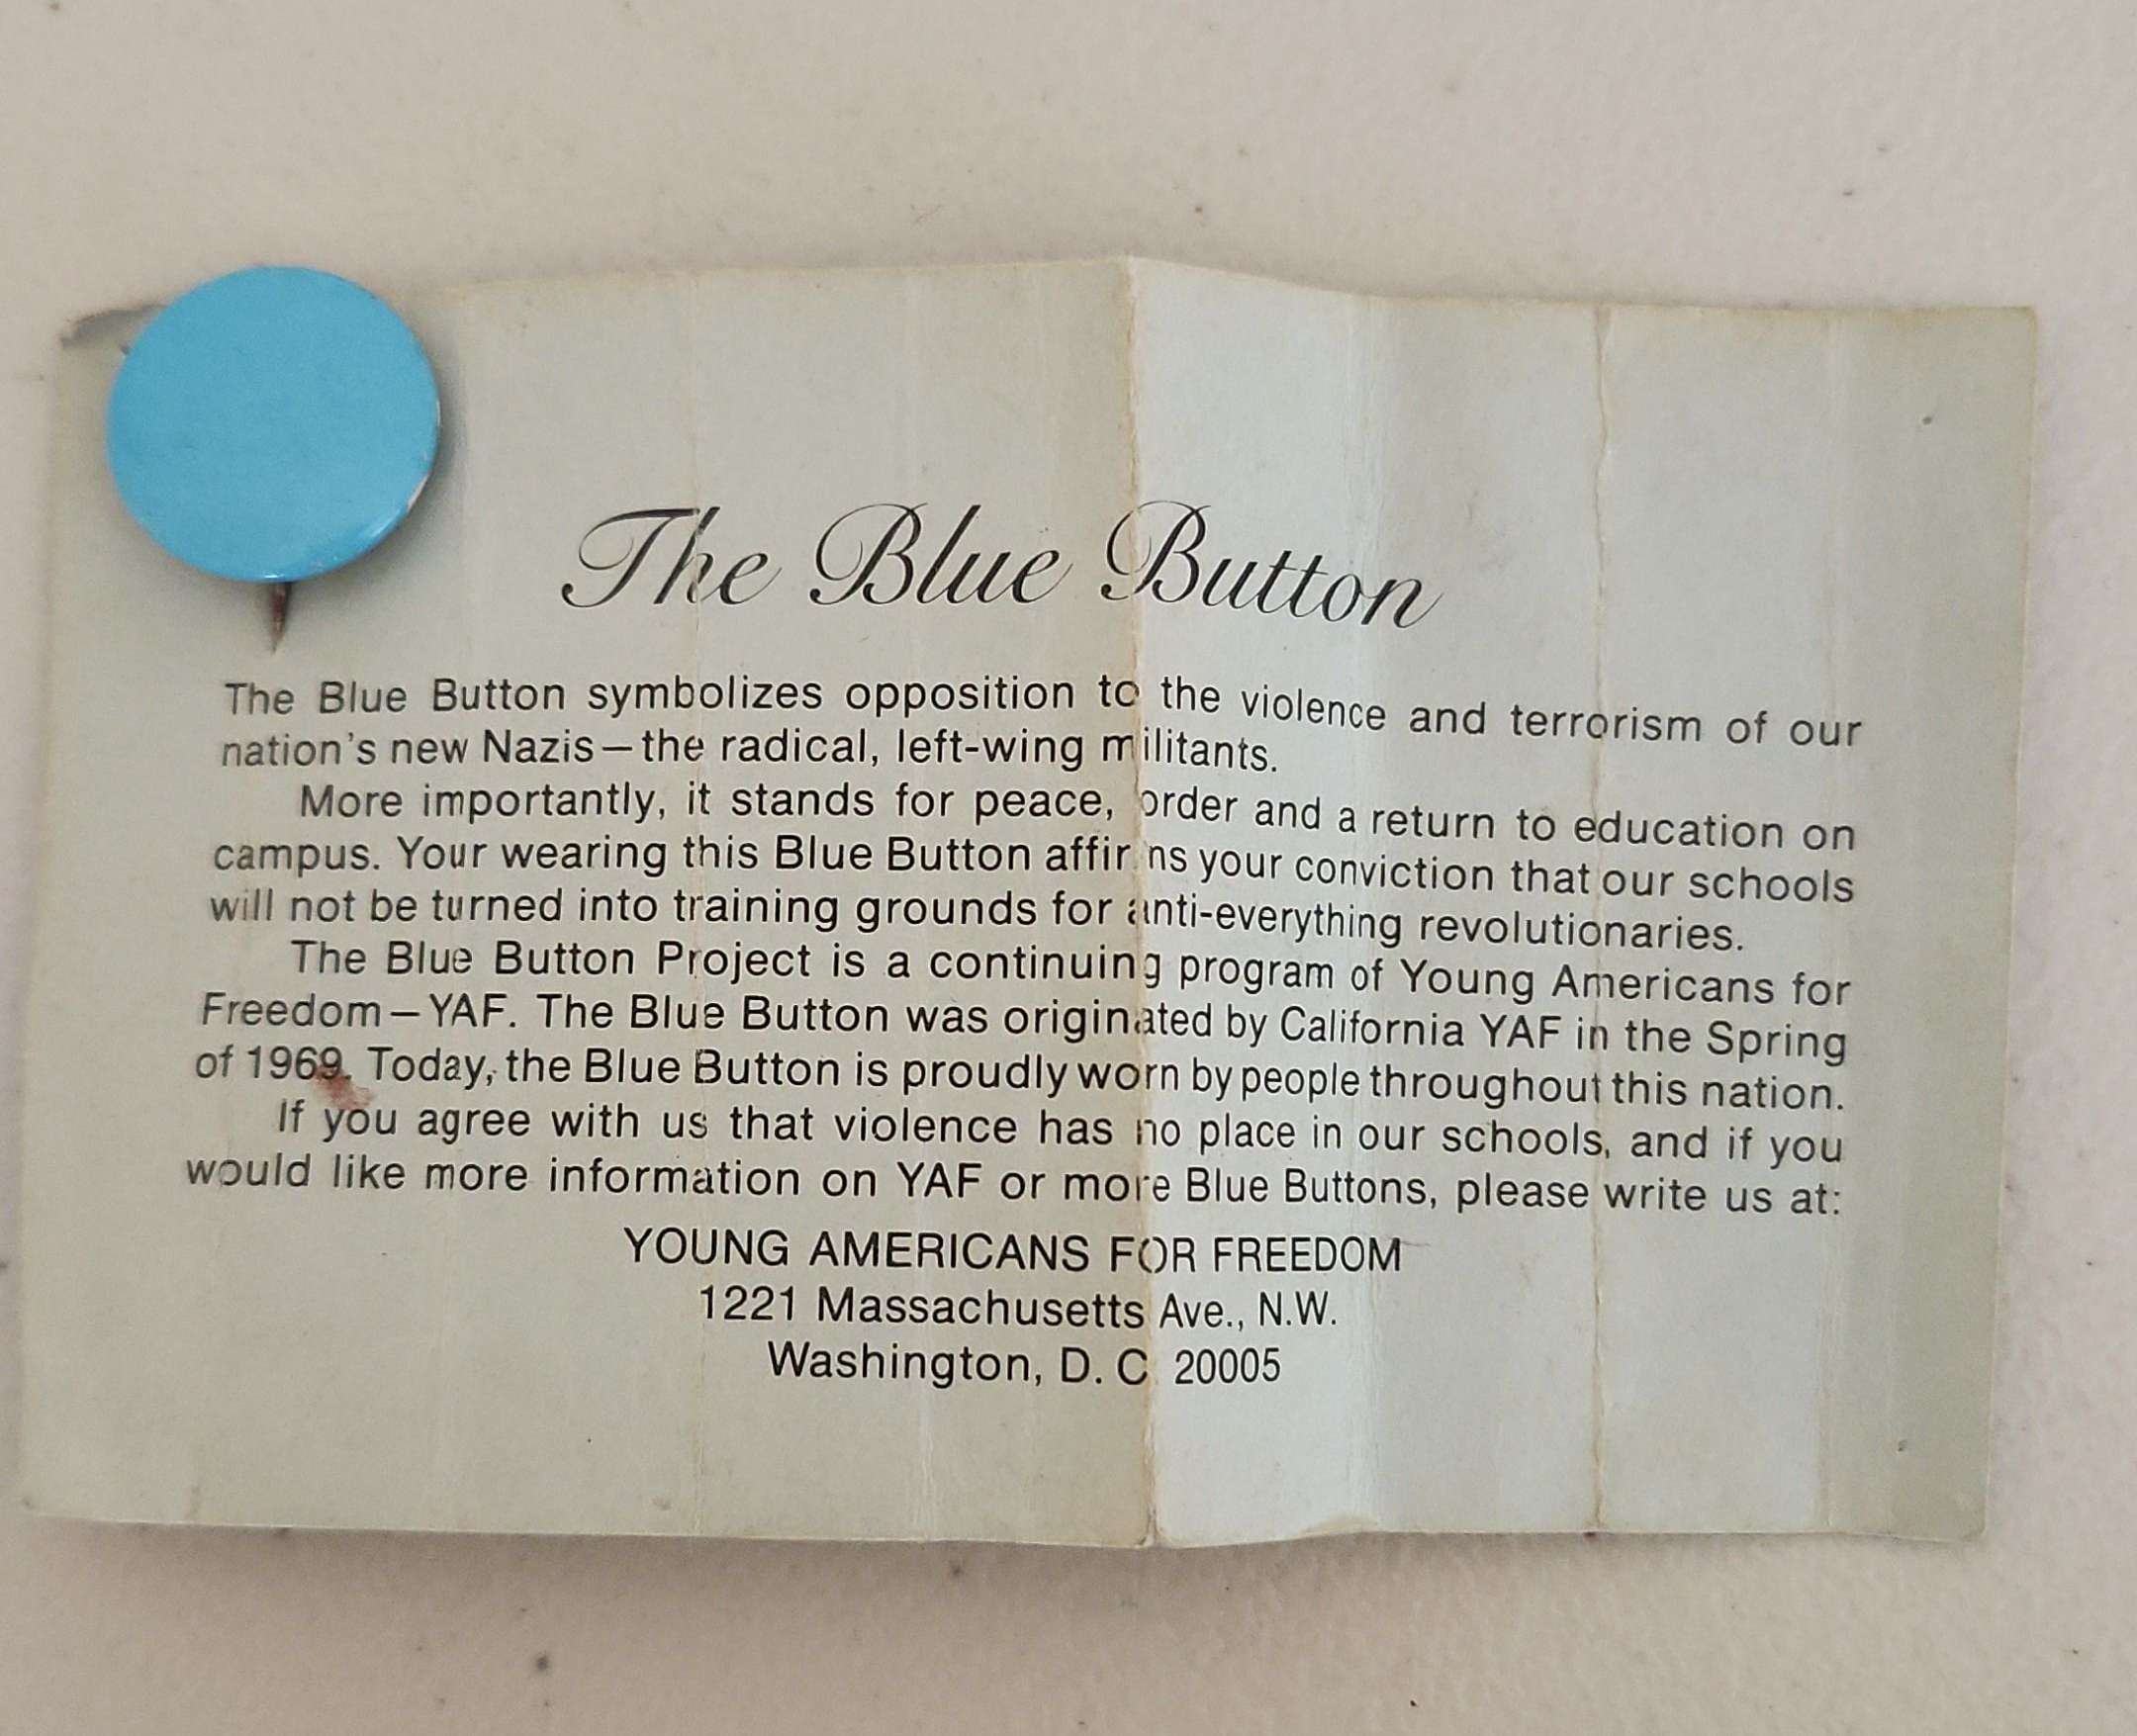 The Blue Button
The Blue Button symbolizes opposition to the violence and terrorism of our
nation's new Nazis—the radical, left-wing militants.
More importantly, it stands for peace, order and a return to education on
campus. Your wearing this Blue Button affirms your conviction that our schools
will not be turned into training grounds for anti-everything revolutionaries.
The Blue Button Project is a continuing program of Young Americans for
Freedom—YAF. The Blue Button was originated by California YAF in the Spring
of 1969. Today, the Blue Button is proudly worn by people throughout this nation.
If you agree with us that violence has no place in our schools, and if you
would like more information on YAF or more Blue Buttons, please write us at:
YOUNG AMERICANS FOR FREEDOM
1221 Massachusetts Ave., N.W.
Washington, D. C. 20005